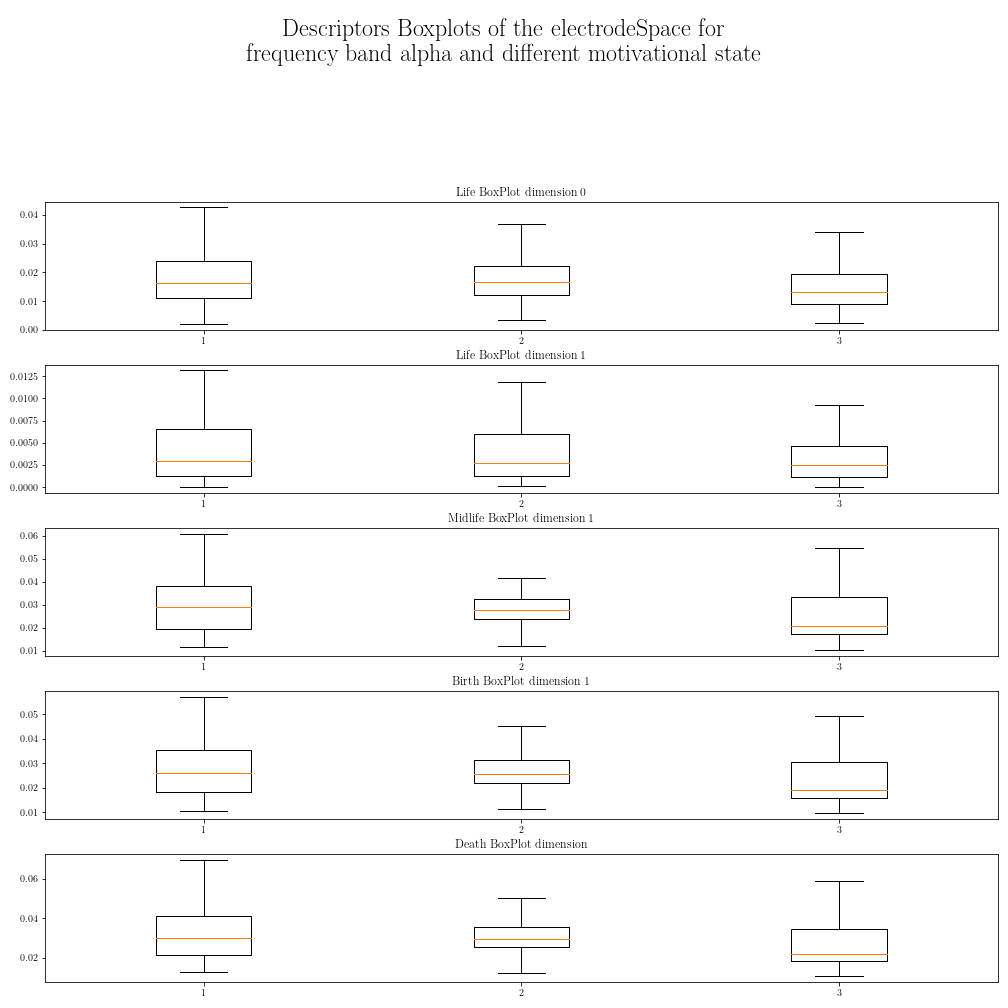 Descriptors Boxplots of the electrodeSpace for
frequency band alpha and different motivational state
Life BoxPlot dimension 0
0.04
0.03
0.02
0.01
0.00
1 2 3
Life BoxPlot dimension 1
0.0125
0.0100
0.0075
0.0050
0.0025
0.0000
1 2 3
Midlife BoxPlot dimension 1
0.06
0.05
0.04
0.03
0.02
0.01
1 2 3
Birth BoxPlot dimension 1
0.05
0.04
0.03
0.02
0.01
1 2 3
Death BoxPlot dimension
0.06
0.04
0.02
1 2 3